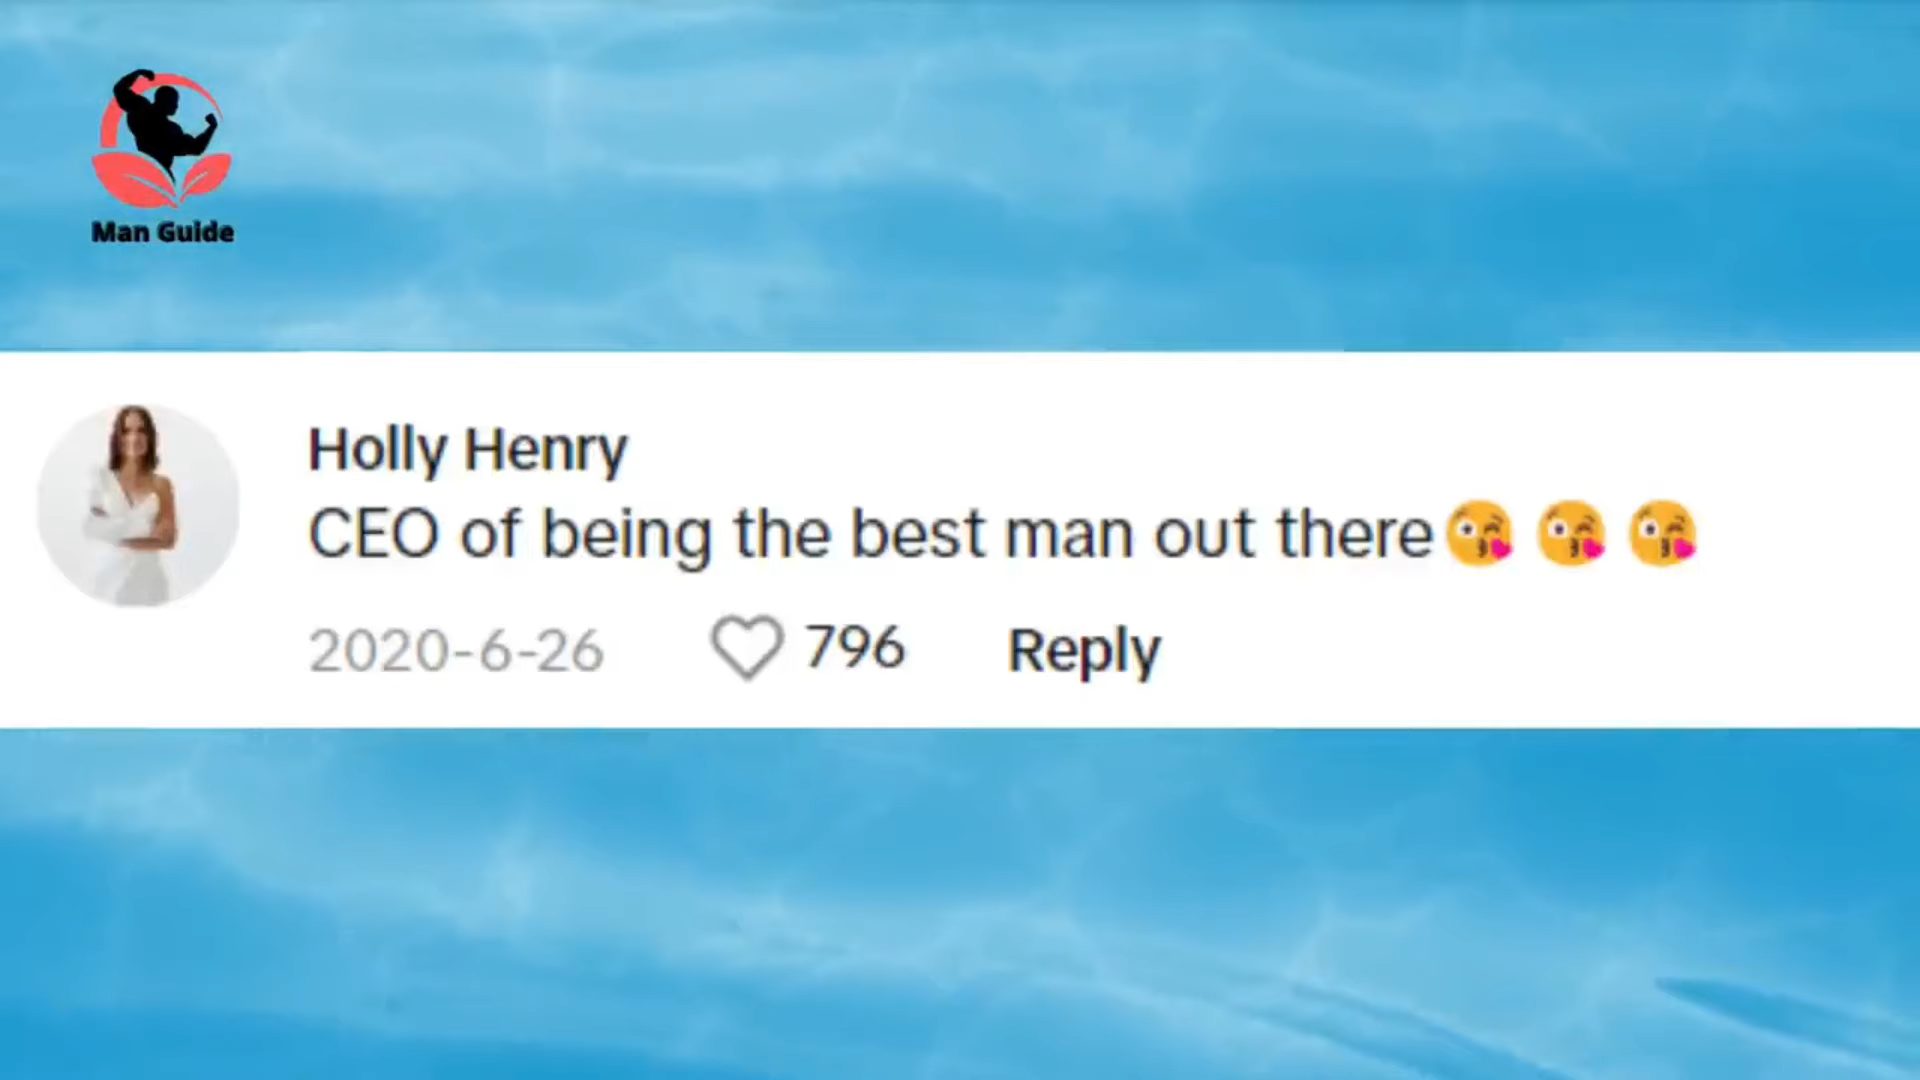 Man Guide
Holly Henry
CEO of being the best man out there😘 😘 😘
2020-6-26 796 Reply